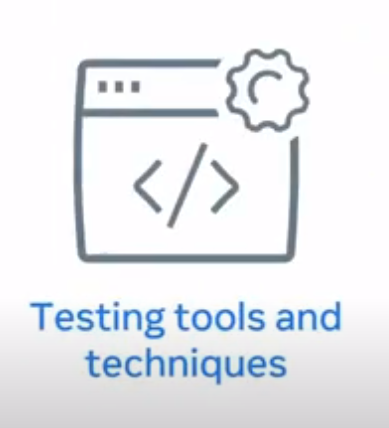 </>
Testing tools and
techniques